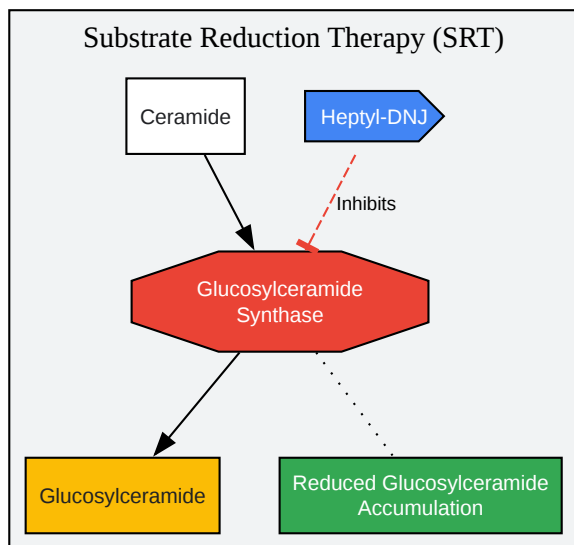 Substrate Reduction Therapy (SRT)
Ceramide
Heptyl-DNJ
Inhibits
Glucosylceramide
Synthase
Glucosylceramide
Reduced Glucosylceramide
Accumulation